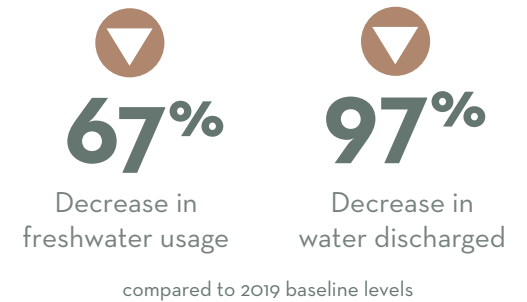 67%
Decrease in
freshwater usage
97%
Decrease in
water discharged
compared to 2019 baseline levels